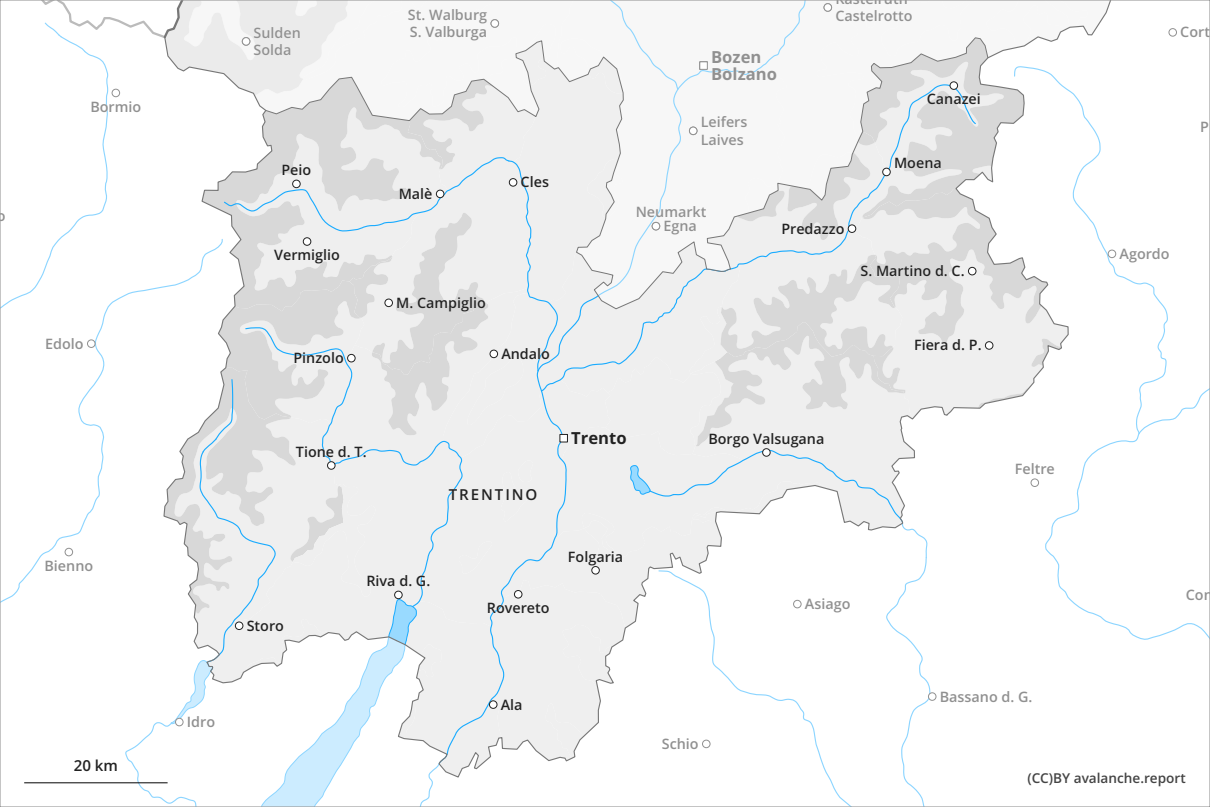 Kastelruth
Castelrotto
St. Walburg
S. Valburga
Sulden
Solda
Cort
Bozen
Bolzano
Bormio
Canazei
Leifers
Laives
P
Moena
Peio
Malè
Cles
Neumarkt
Egna
Predazzo
Vermiglio
Agordo
S. Martino d. C.
M. Campiglio
Edolo
Pinzolo
Andalo
Fiera d. P.
Trento
Borgo Valsugana
Tione d. T.
Feltre
TRENTINO
Bienno
Folgaria
Riva d. G.
Cor
Rovereto
Asiago
Storo
Bassano d. G.
Ala
Idro
Schio
20 km
(CC)BY avalanche.report